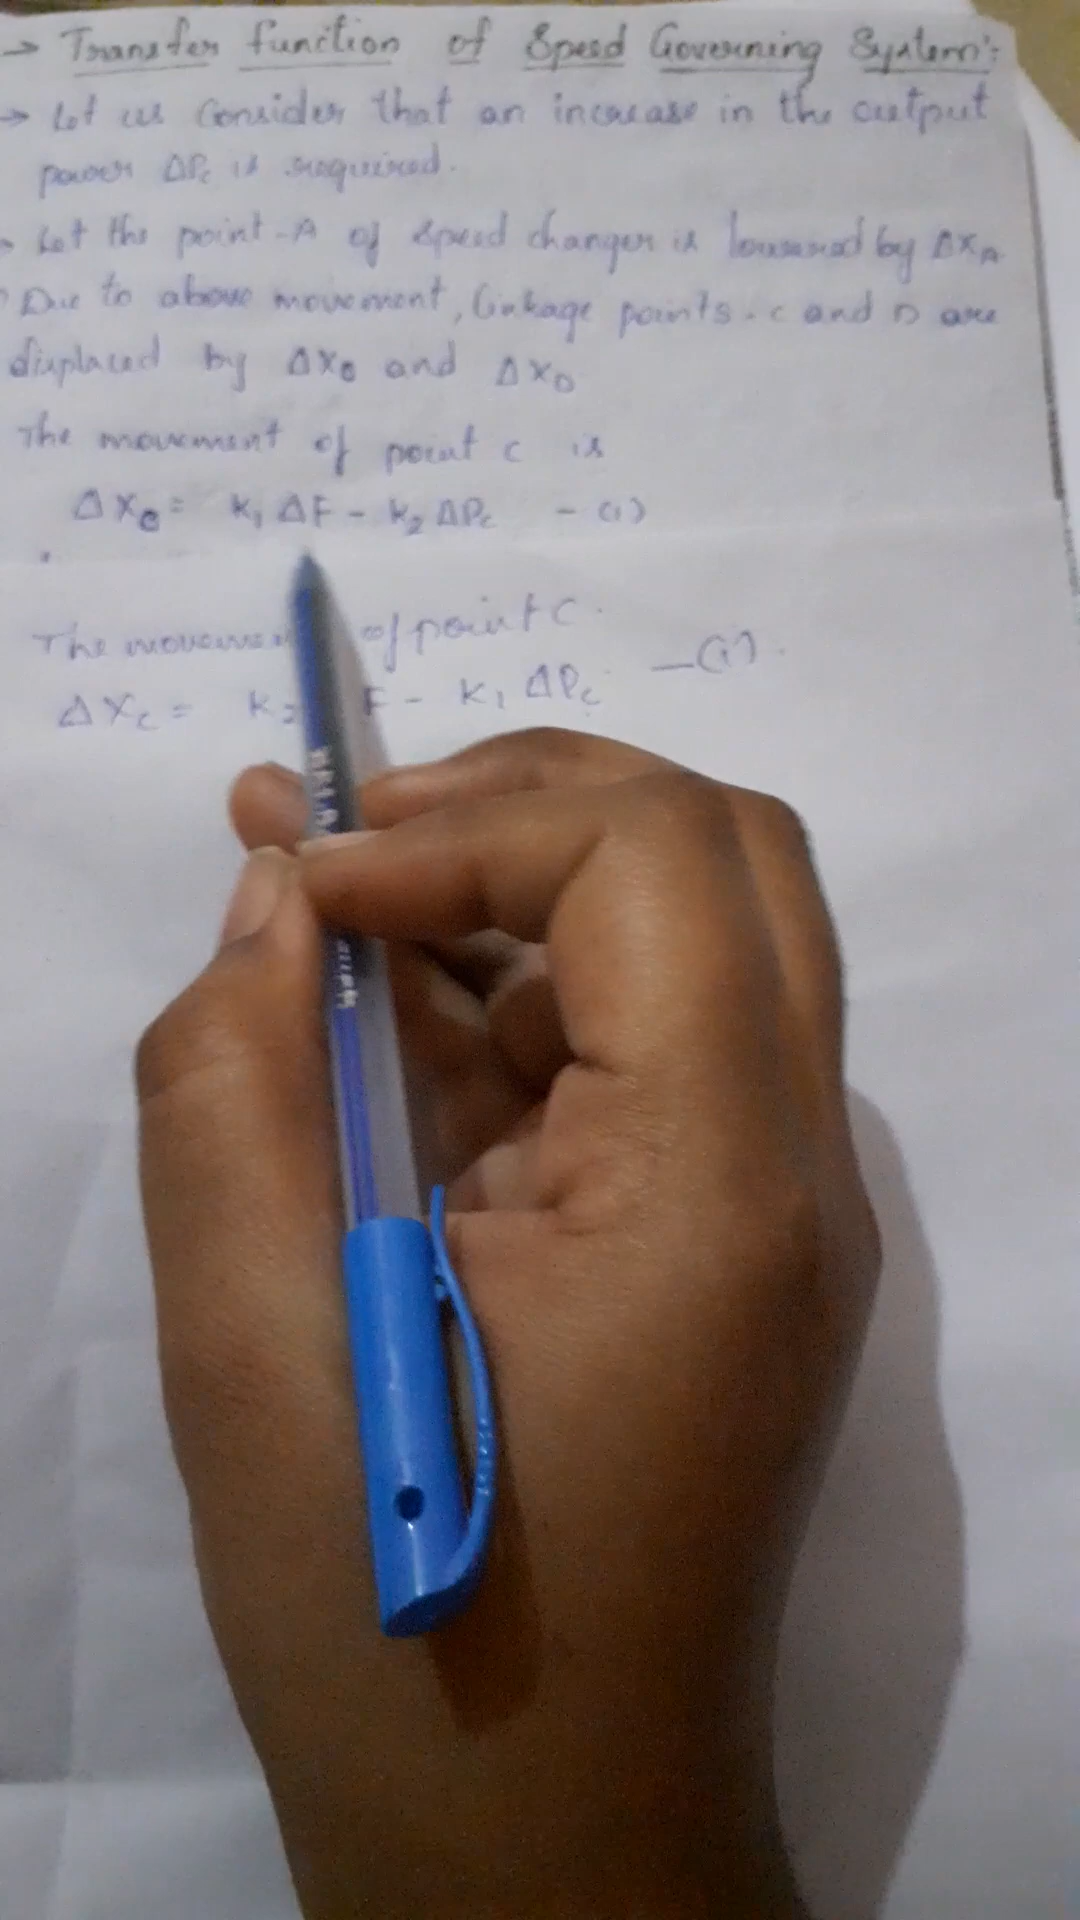 → Transfer function of Speed Governing System:
→ Let us Consider that an increase in the output
power ΔPc is required.
→ Let the point-A of speed changer is lowered by ΔxA
Due to above movement, linkage points. C and D are
displaced by Δxc and ΔxD
The movement of point c is
ΔXc = K1 ΔF - K2 ΔPc - (1)
The of point C.
ΔXc = K2 F - K1 ΔPc -(1).